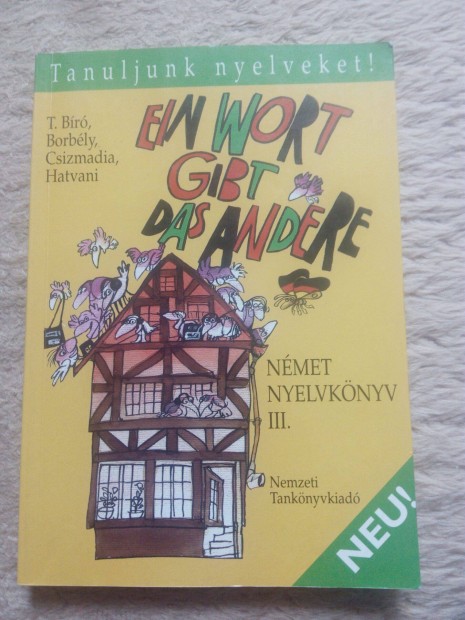 Tanuljunk nyelveket!
T. Bíró,
Borbély,
Csizmadia,
Hatvani
EIN WORT
GIBT
DAS ANDERE
NÉMET
NYELVKÖNYV
III.
Nemzeti
Tankönyvkiadó
NEU!